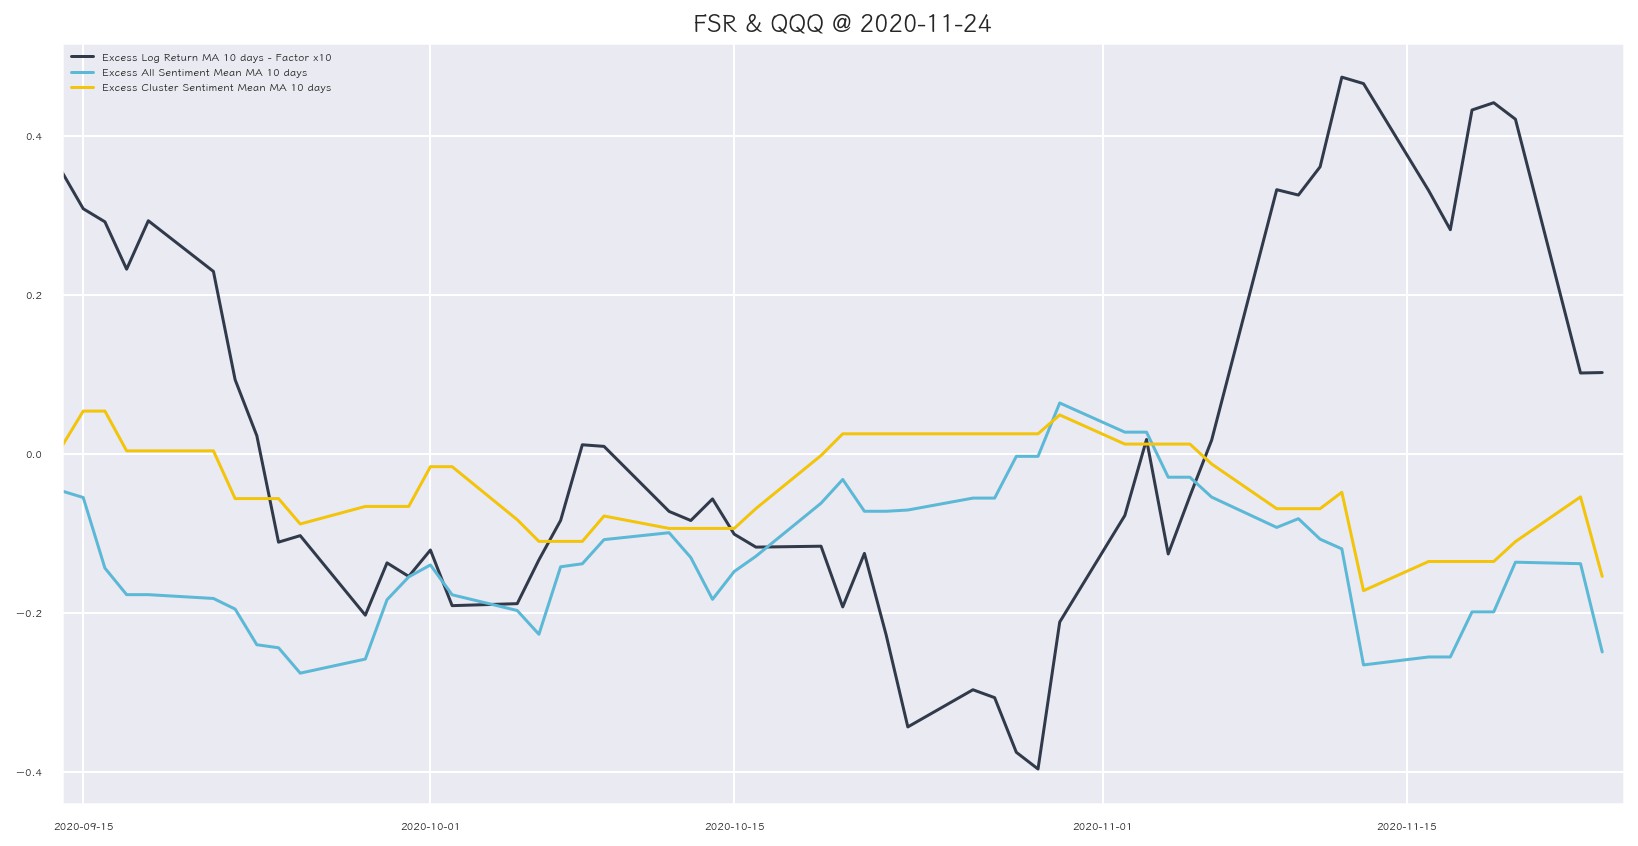 FSR & QQQ @ 2020-11-24
Excess Log Return MA 10 days - Factor x10
Excess All Sentiment Mean MA 10 days
Excess Cluster Sentiment Mean MA 10 days
0.4
0.2
0.0
−0.2
−0.4
2020-09-15 2020-10-01 2020-10-15 2020-11-01 2020-11-15